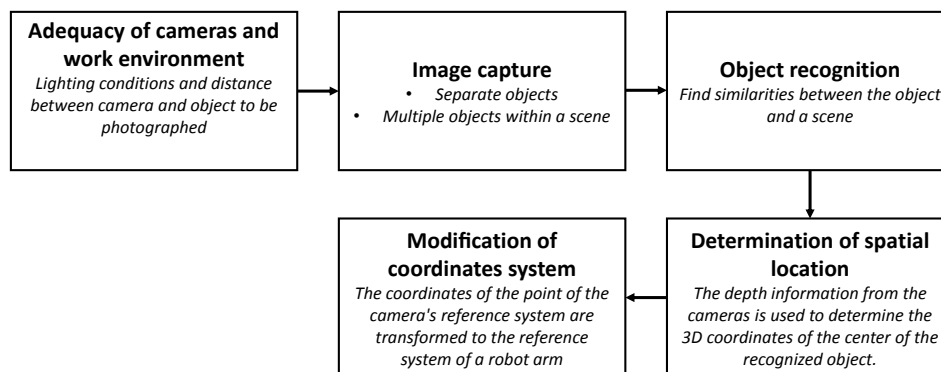 Adequacy of cameras and
work environment
Lighting conditions and distance
between camera and object to be
photographed
Image capture
• Separate objects
• Multiple objects within a scene
Object recognition
Find similarities between the object
and a scene
Determination of spatial
location
The depth information from the
cameras is used to determine the
3D coordinates of the center of the
recognized object.
Modification of
coordinates system
The coordinates of the point of the
camera's reference system are
transformed to the reference
system of a robot arm